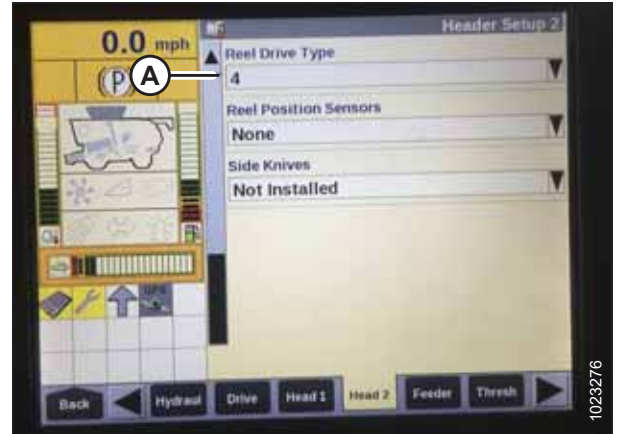 Header Setup 2
0.0 mph
(P)
A
Reel Drive Type
4
Reel Position Sensors
None
Side Knives
Not Installed
Back
Hydraul
Drive
Head 1
Head 2
Feeder
Thresh
1023276